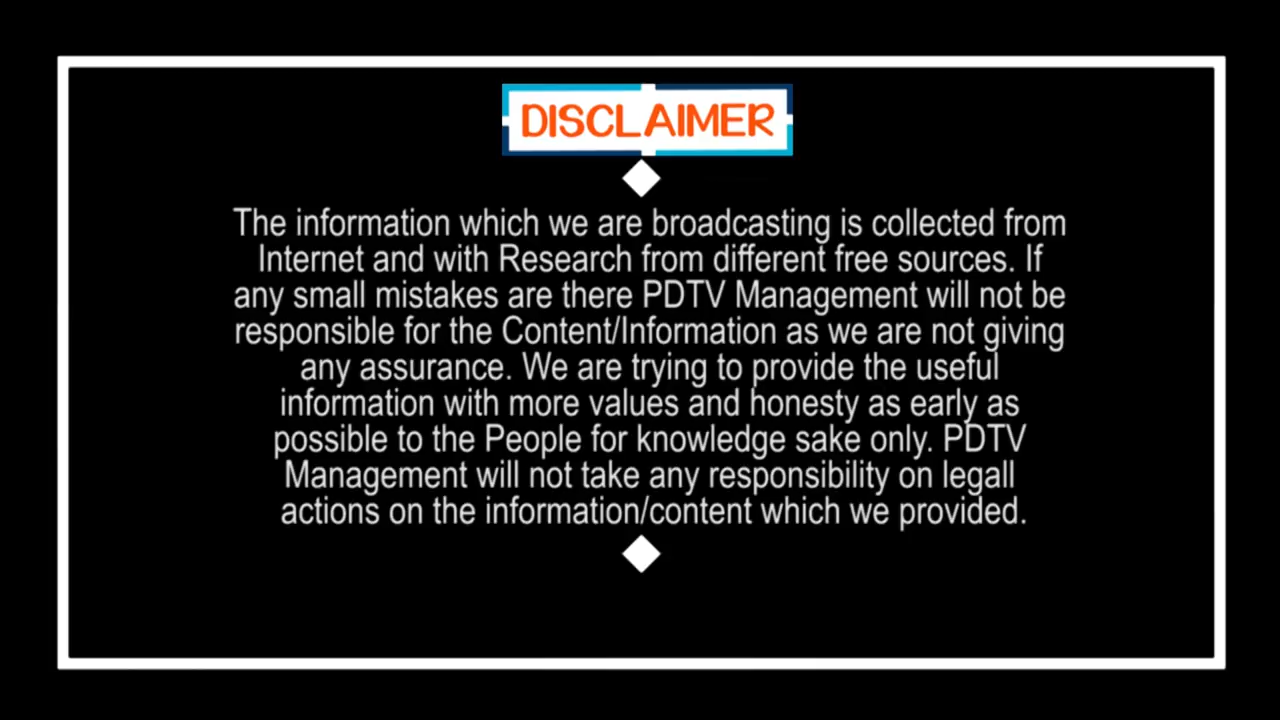 DISCLAIMER
The information which we are broadcasting is collected from
Internet and with Research from different free sources. If
any small mistakes are there PDTV Management will not be
responsible for the Content/Information as we are not giving
any assurance. We are trying to provide the useful
information with more values and honesty as early as
possible to the People for knowledge sake only. PDTV
Management will not take any responsibility on legall
actions on the information/content which we provided.